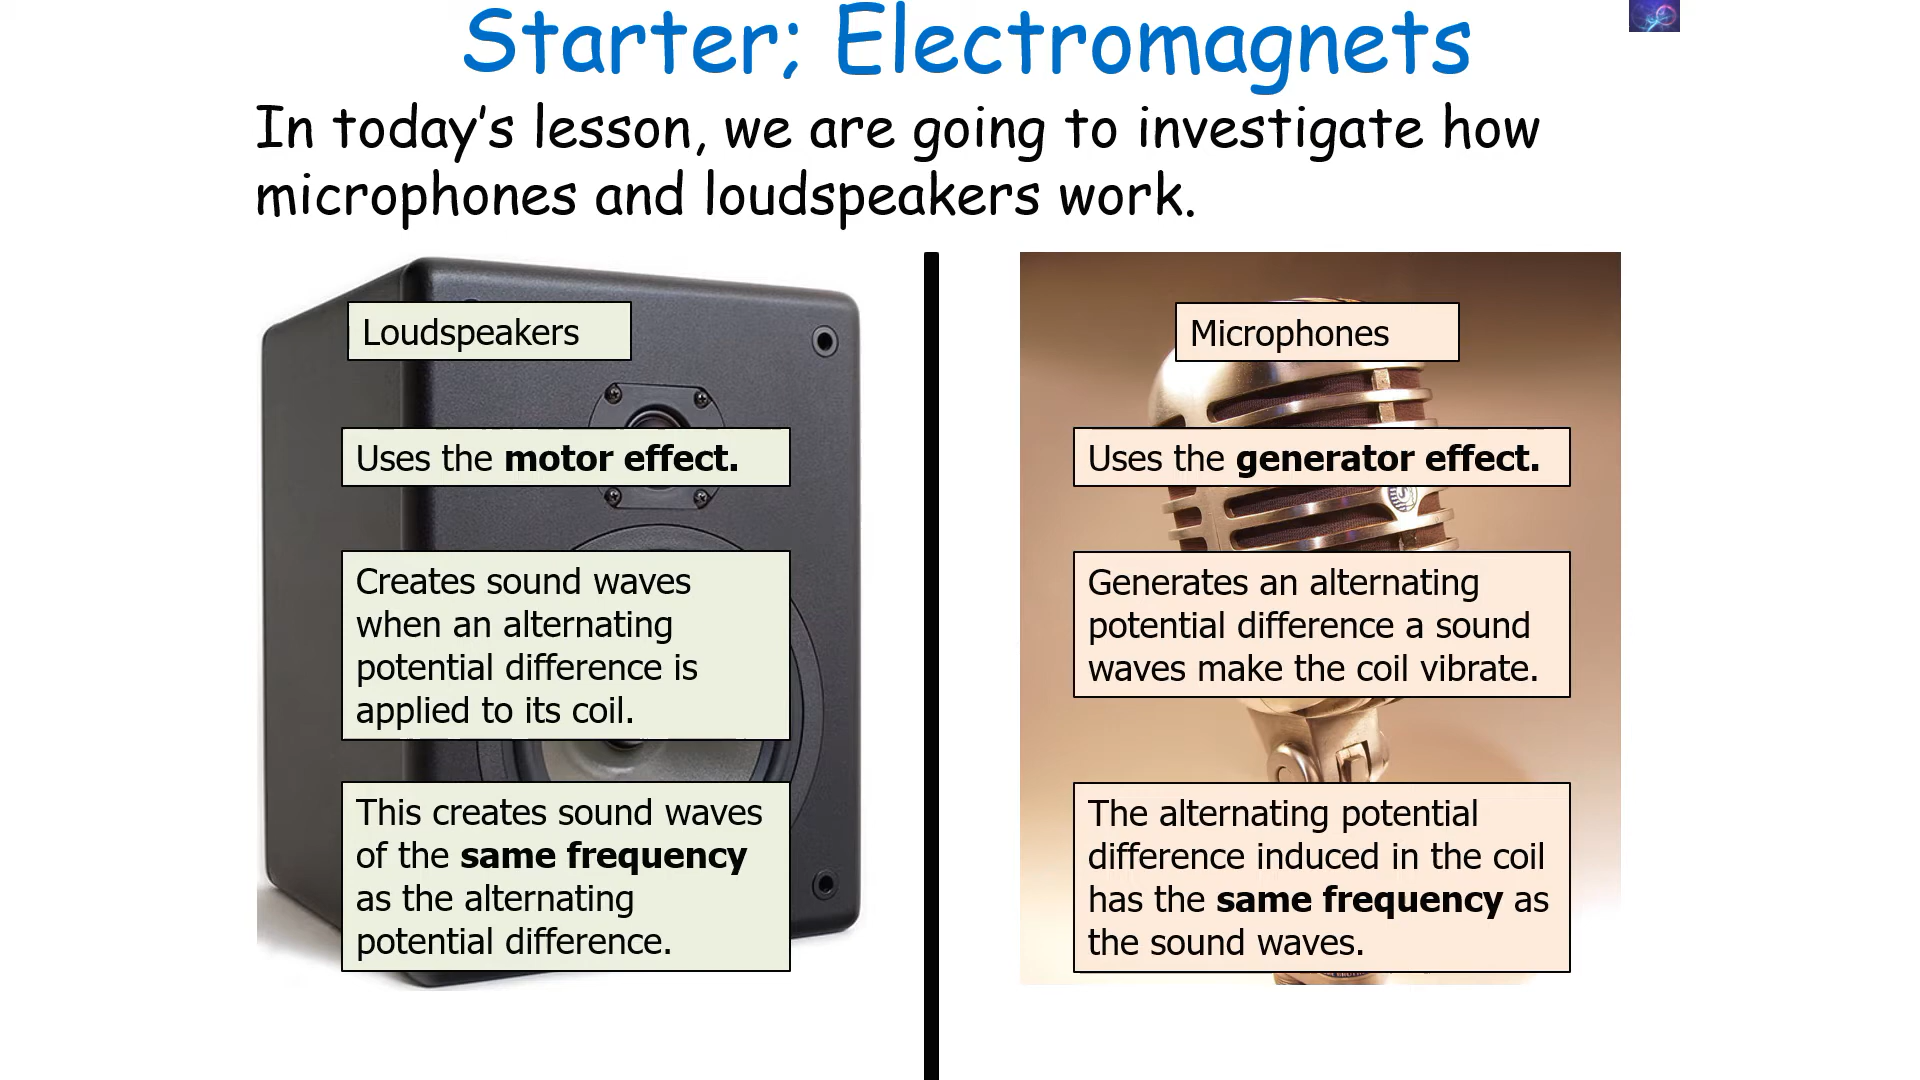 Starter; Electromagnets
In today's lesson, we are going to investigate how
microphones and loudspeakers work.
Loudspeakers
Uses the motor effect.
Creates sound waves
when an alternating
potential difference is
applied to its coil.
This creates sound waves
of the same frequency
as the alternating
potential difference.
Microphones
Uses the generator effect.
Generates an alternating
potential difference a sound
waves make the coil vibrate.
The alternating potential
difference induced in the coil
has the same frequency as
the sound waves.